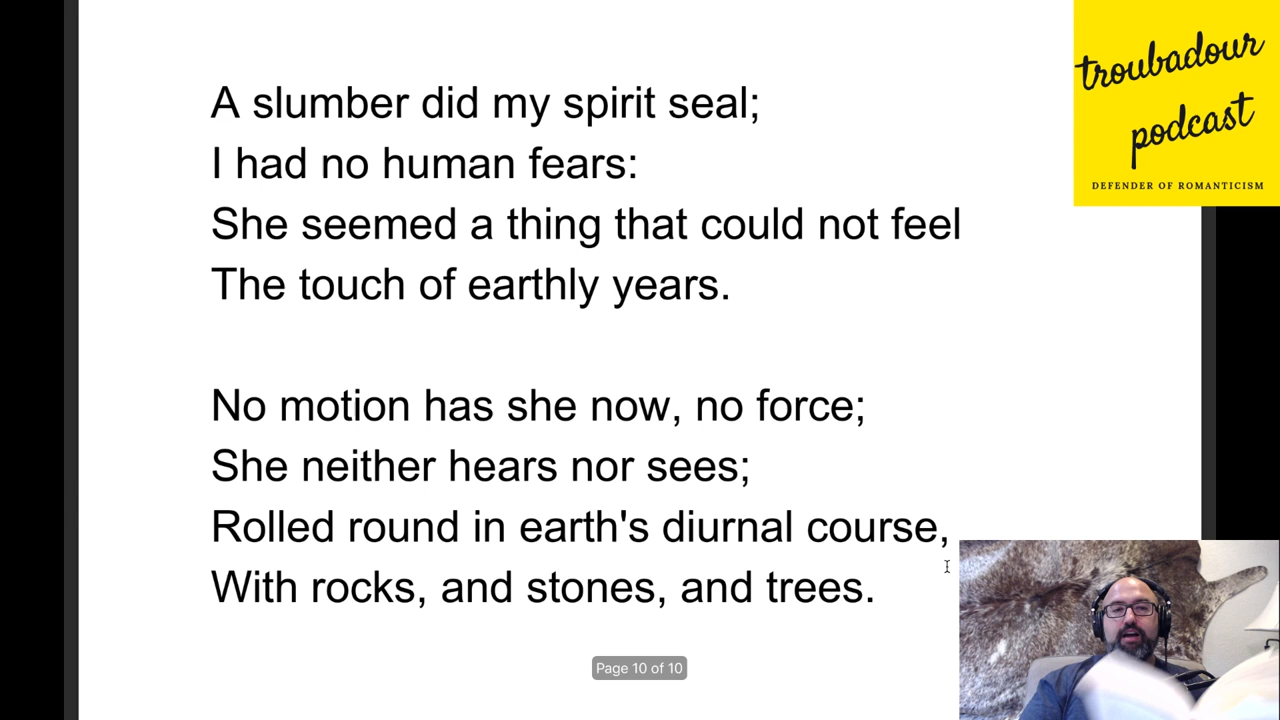 troubadour
podcast
DEFENDER OF ROMANTICISM
A slumber did my spirit seal;
I had no human fears:
She seemed a thing that could not feel
The touch of earthly years.
No motion has she now, no force;
She neither hears nor sees;
Rolled round in earth's diurnal course,
With rocks, and stones, and trees.
Page 10 of 10